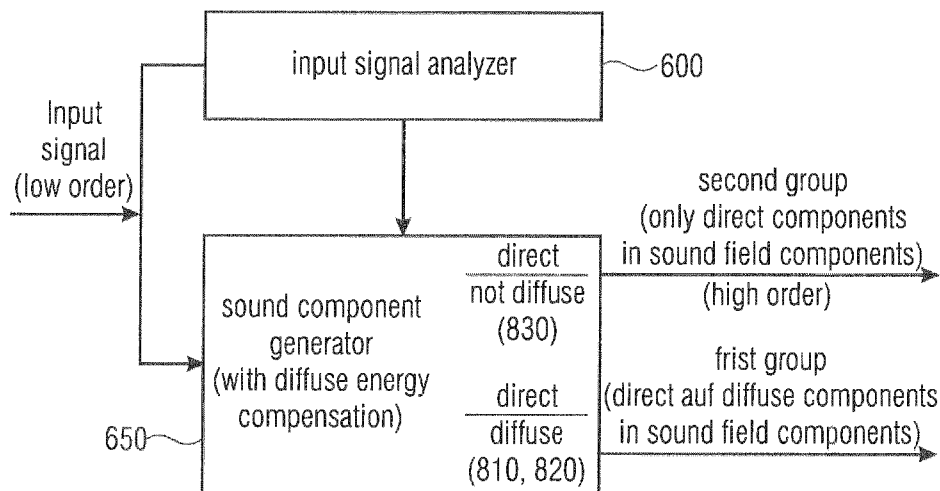 input signal analyzer
600
Input
signal
(low order)
second group
(only direct components
in sound field components)
(high order)
direct
not diffuse
(830)
sound component
generator
(with diffuse energy
compensation)
650
direct
diffuse
(810, 820)
frist group
(direct auf diffuse components
in sound field components)